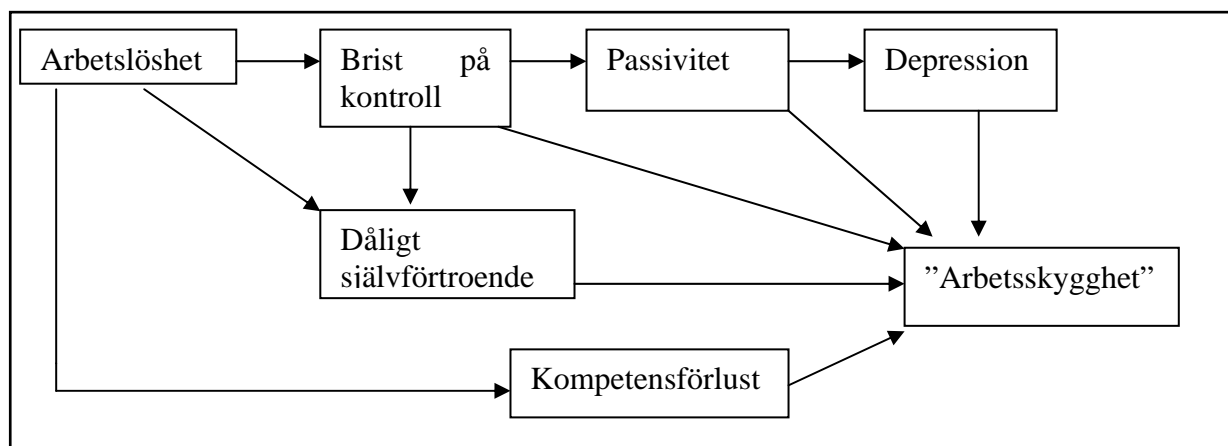 Arbetslöshet
Brist på
kontroll
Passivitet
Depression
Dåligt
självförtroende
”Arbetsskygghet”
Kompetensförlust